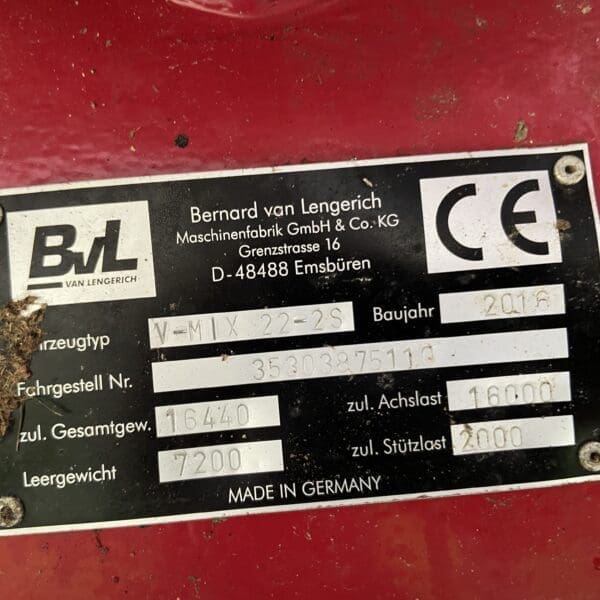 BvL
VAN LENGERICH
Bernard van Lengerich
Maschinenfabrik GmbH & Co. KG
Grenzstrasse 16
D-48488 Emsbüren
CE
V-MIX 22-2S
Baujahr
Fahrgestell Nr.
zul. Gesamtgew. 16440
zul. Achslast 16000
Leergewicht 7200
zul. Stützlast 2000
MADE IN GERMANY